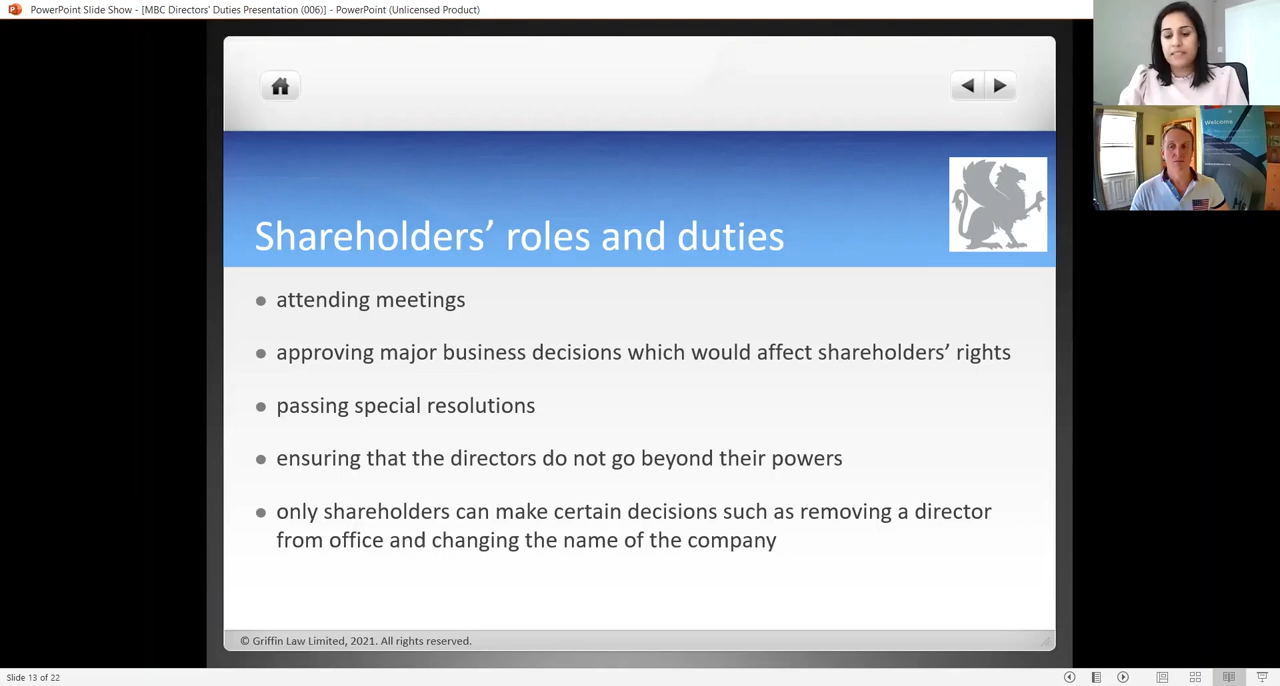 PowerPoint Slide Show - [MBC Directors' Duties Presentation (006)] - PowerPoint (Unlicensed Product)
Welcome
Shareholders’ roles and duties
attending meetings
approving major business decisions which would affect shareholders’ rights
passing special resolutions
ensuring that the directors do not go beyond their powers
only shareholders can make certain decisions such as removing a director
from office and changing the name of the company
© Griffin Law Limited, 2021. All rights reserved.
Slide 13 of 22